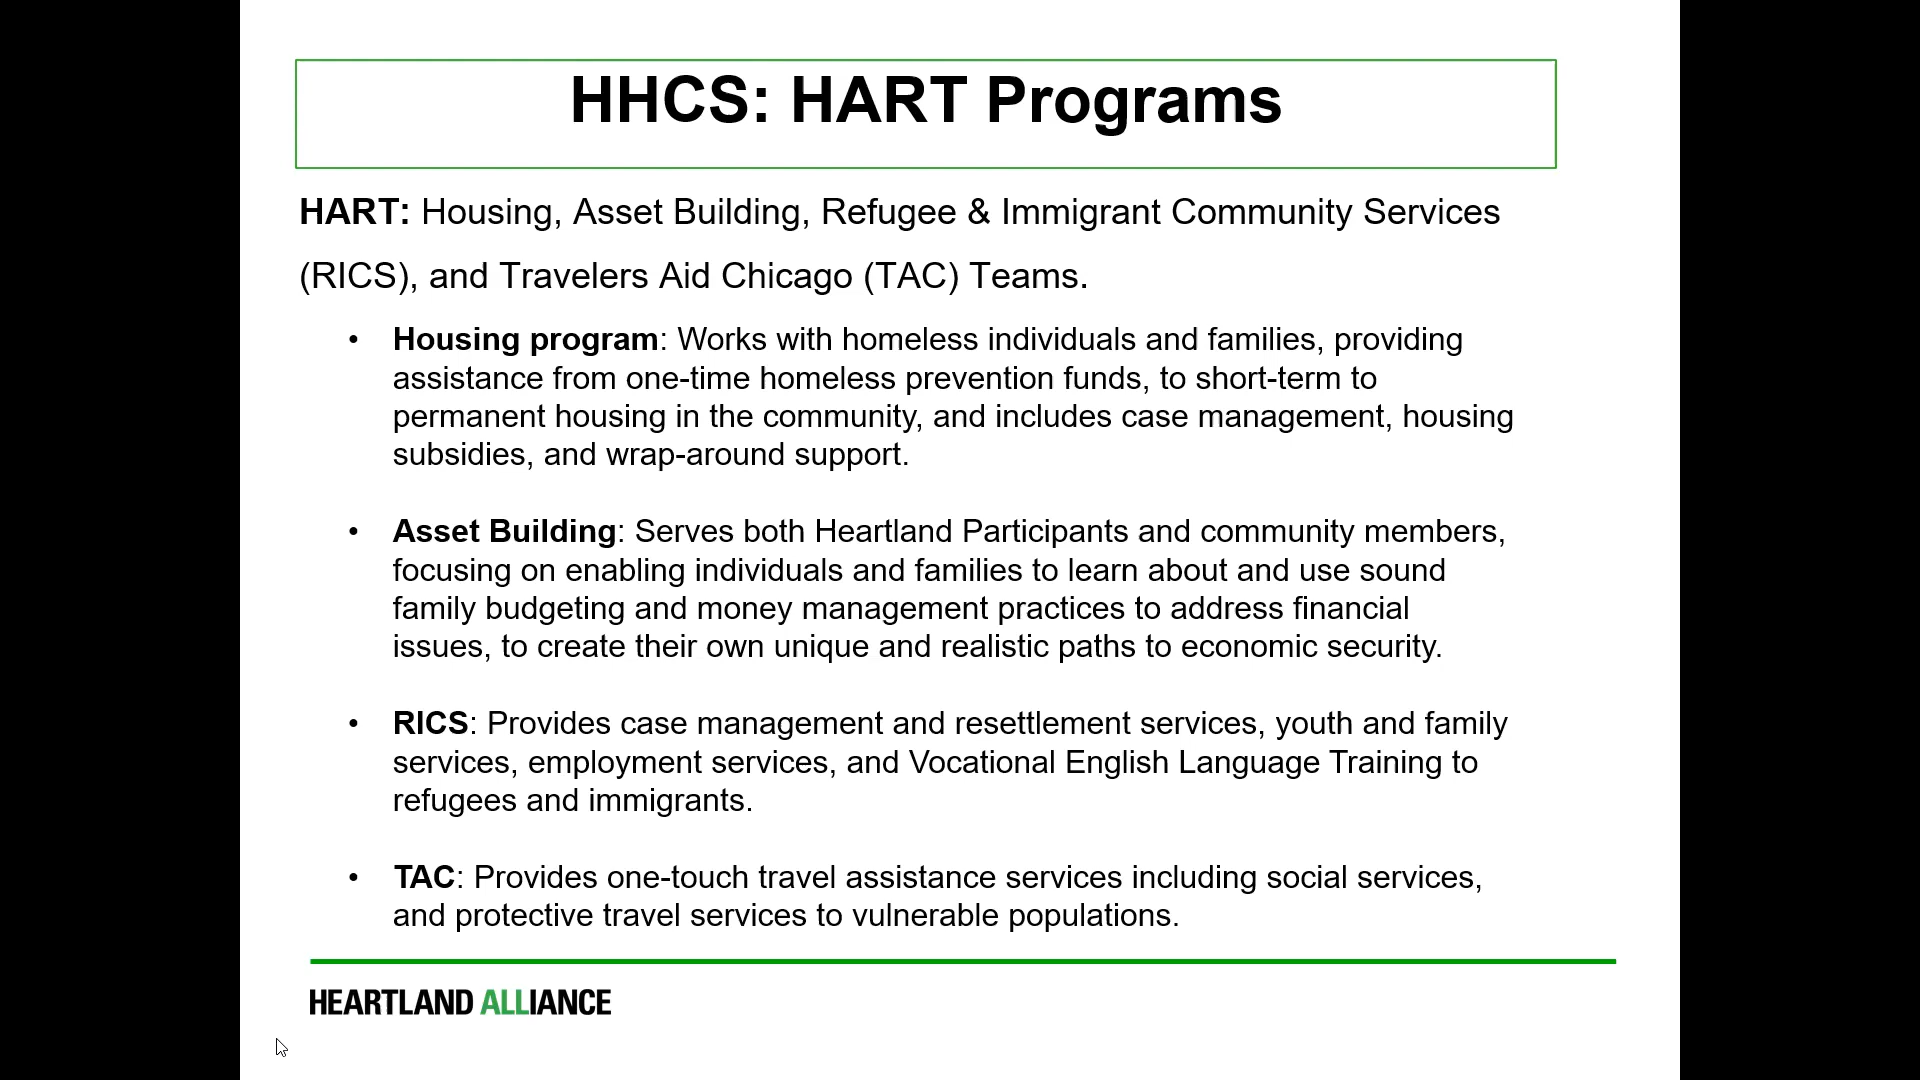 HHCS: HART Programs
HART: Housing, Asset Building, Refugee & Immigrant Community Services
(RICS), and Travelers Aid Chicago (TAC) Teams.
• Housing program: Works with homeless individuals and families, providing
assistance from one-time homeless prevention funds, to short-term to
permanent housing in the community, and includes case management, housing
subsidies, and wrap-around support.
• Asset Building: Serves both Heartland Participants and community members,
focusing on enabling individuals and families to learn about and use sound
family budgeting and money management practices to address financial
issues, to create their own unique and realistic paths to economic security.
• RICS: Provides case management and resettlement services, youth and family
services, employment services, and Vocational English Language Training to
refugees and immigrants.
• TAC: Provides one-touch travel assistance services including social services,
and protective travel services to vulnerable populations.
HEARTLAND ALLIANCE